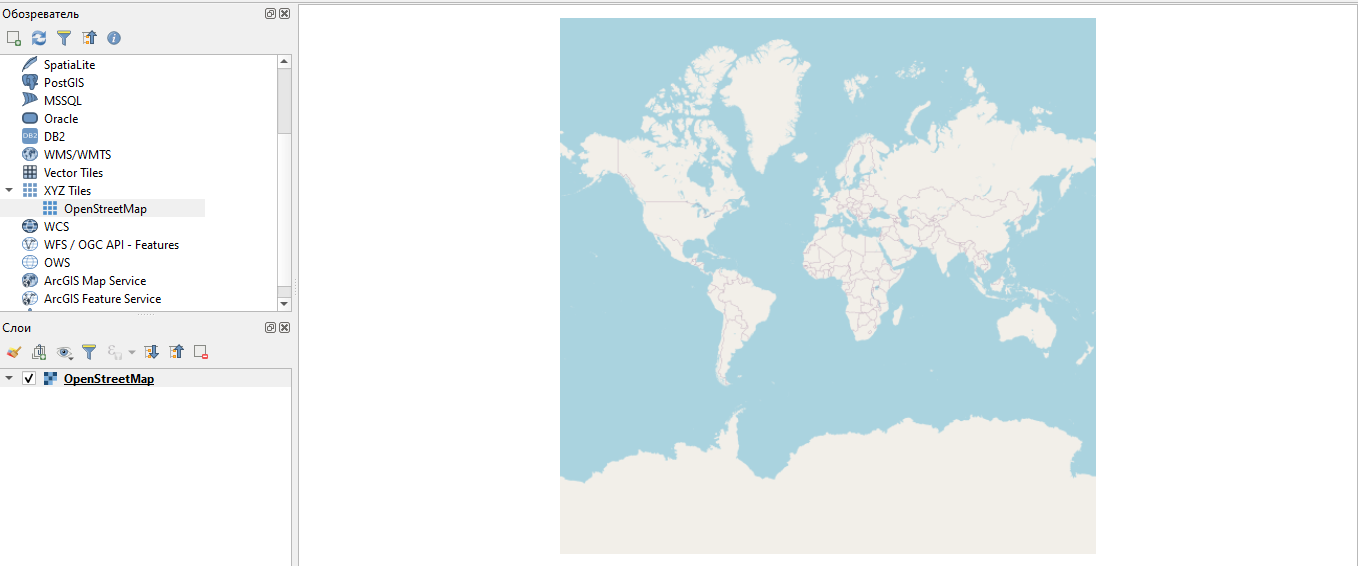 Обозреватель
SpatiaLite
PostGIS
MSSQL
Oracle
DB2
WMS/WMTS
Vector Tiles
XYZ Tiles
OpenStreetMap
WCS
WFS / OGC API - Features
OWS
ArcGIS Map Service
ArcGIS Feature Service
Слои
OpenStreetMap